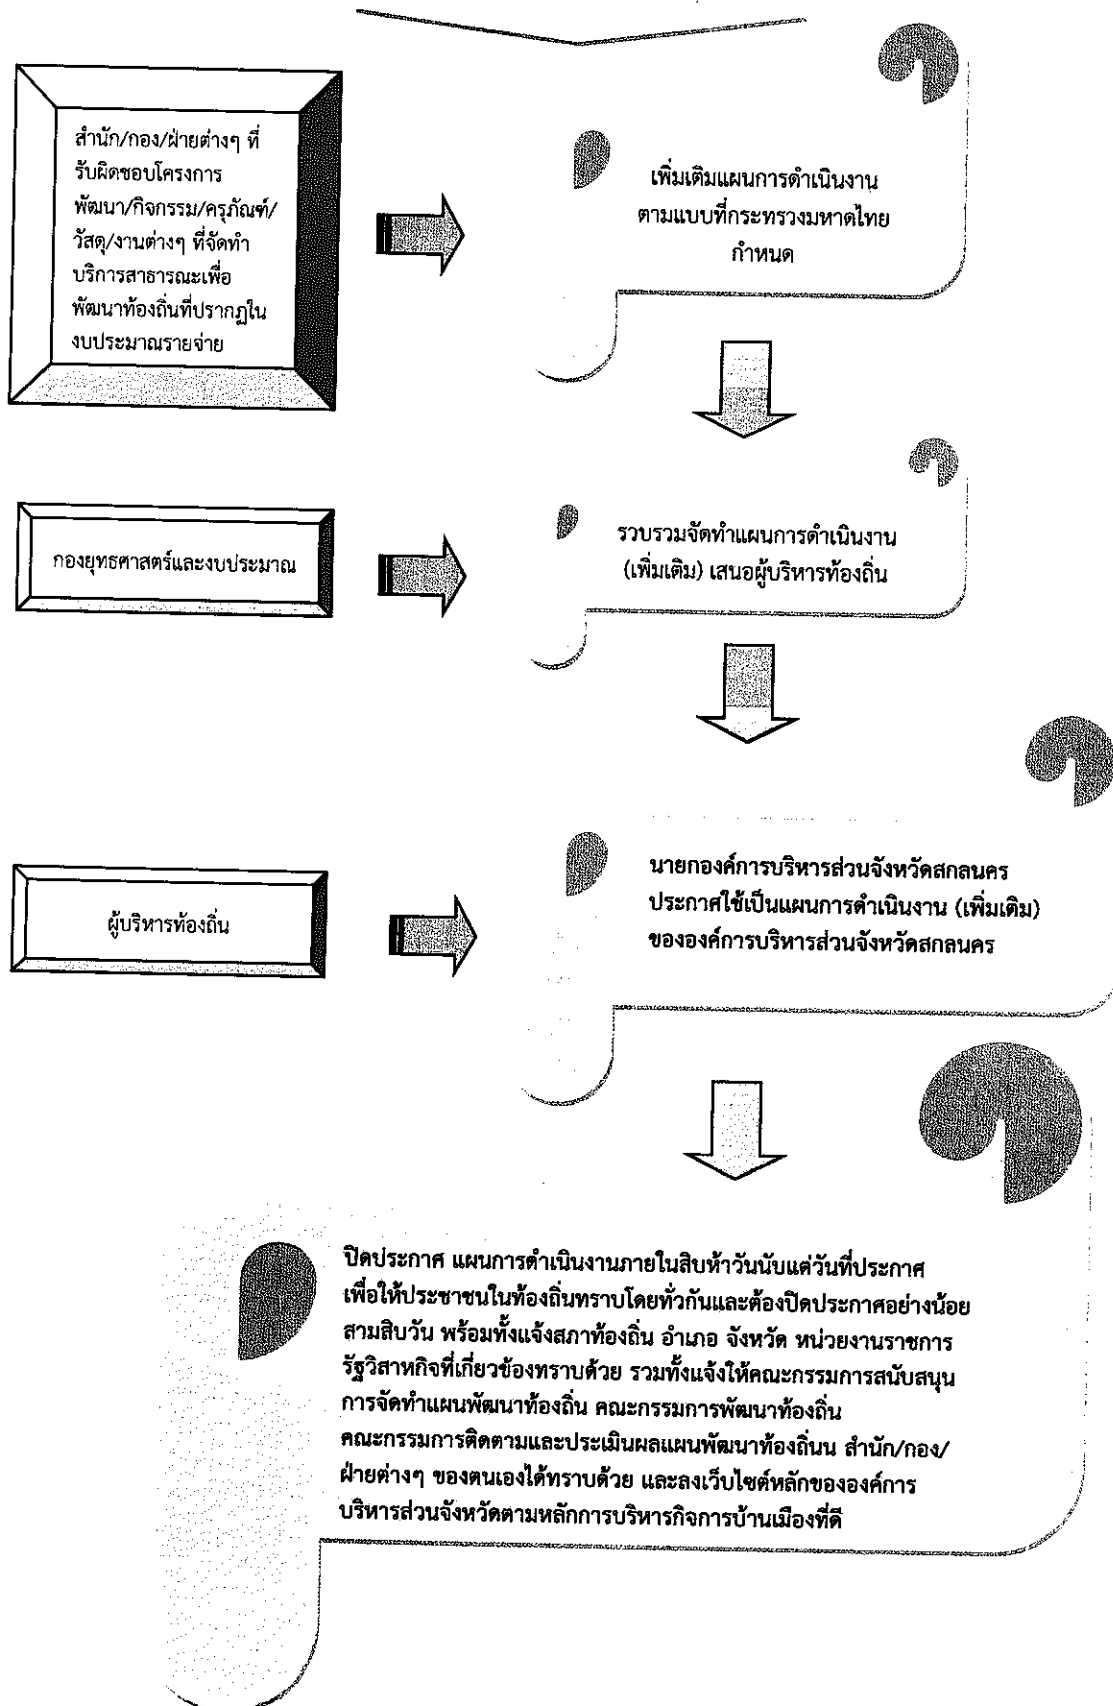 สำนัก/กอง/ฝ่ายต่างๆ ที่
รับผิดชอบโครงการ
พัฒนา/กิจกรรม/ครุภัณฑ์/
วัสดุ/งานต่างๆ ที่จัดทำ
บริการสาธารณะเพื่อ
พัฒนาท้องถิ่นที่ปรากฏใน
งบประมาณรายจ่าย
เพิ่มเติมแผนการดำเนินงาน
ตามแบบที่กระทรวงมหาดไทย
กำหนด
กองยุทธศาสตร์และงบประมาณ
รวบรวมจัดทำแผนการดำเนินงาน
(เพิ่มเติม) เสนอผู้บริหารท้องถิ่น
ผู้บริหารท้องถิ่น
นายกองค์การบริหารส่วนจังหวัดสกลนคร
ประกาศใช้เป็นแผนการดำเนินงาน (เพิ่มเติม)
ขององค์การบริหารส่วนจังหวัดสกลนคร
ปิดประกาศ แผนการดำเนินงานภายในสิบห้าวันนับแต่วันที่ประกาศ
เพื่อให้ประชาชนในท้องถิ่นทราบโดยทั่วกันและต้องปิดประกาศอย่างน้อย
สามสิบวัน พร้อมทั้งแจ้งสภาท้องถิ่น อำเภอ จังหวัด หน่วยงานราชการ
รัฐวิสาหกิจที่เกี่ยวข้องทราบด้วย รวมทั้งแจ้งให้คณะกรรมการสนับสนุน
การจัดทำแผนพัฒนาท้องถิ่น คณะกรรมการพัฒนาท้องถิ่น
คณะกรรมการติดตามและประเมินผลแผนพัฒนาท้องถิ่นน สำนัก/กอง/
ฝ่ายต่างๆ ของตนเองได้ทราบด้วย และลงเว็บไซต์หลักขององค์การ
บริหารส่วนจังหวัดตามหลักการบริหารกิจการบ้านเมืองที่ดี